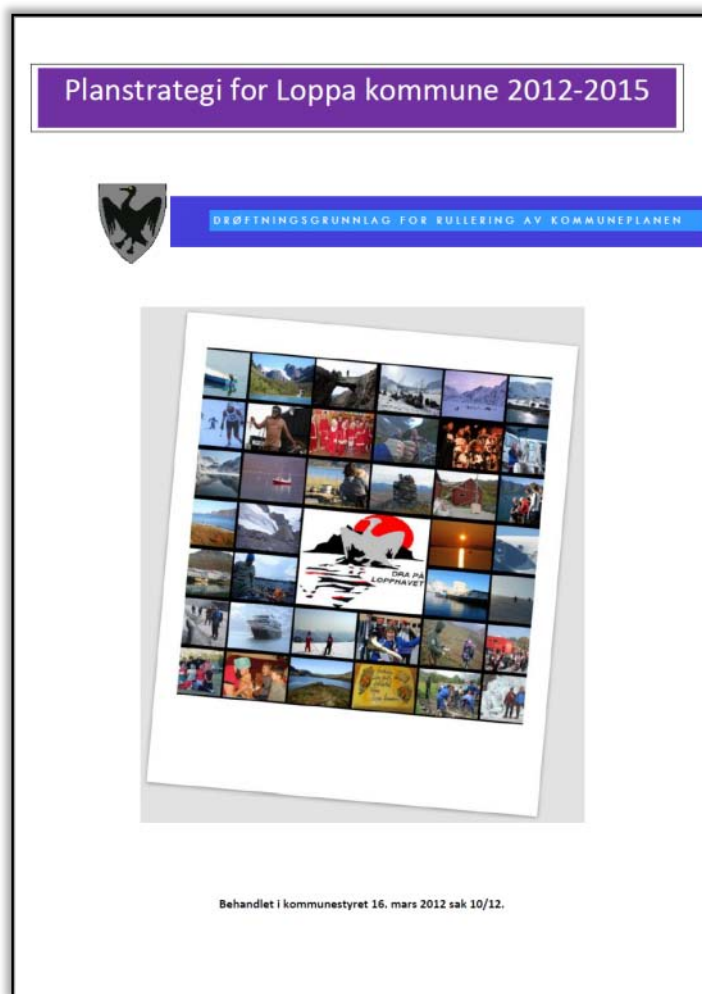 Planstrategi for Loppa kommune 2012-2015
DRØFTNINGSGRUNNLAG FOR RULLERING AV KOMMUNEPLANEN
DRA PÅ
LOPPHAVET
Behandlet i kommunestyret 16. mars 2012 sak 10/12.